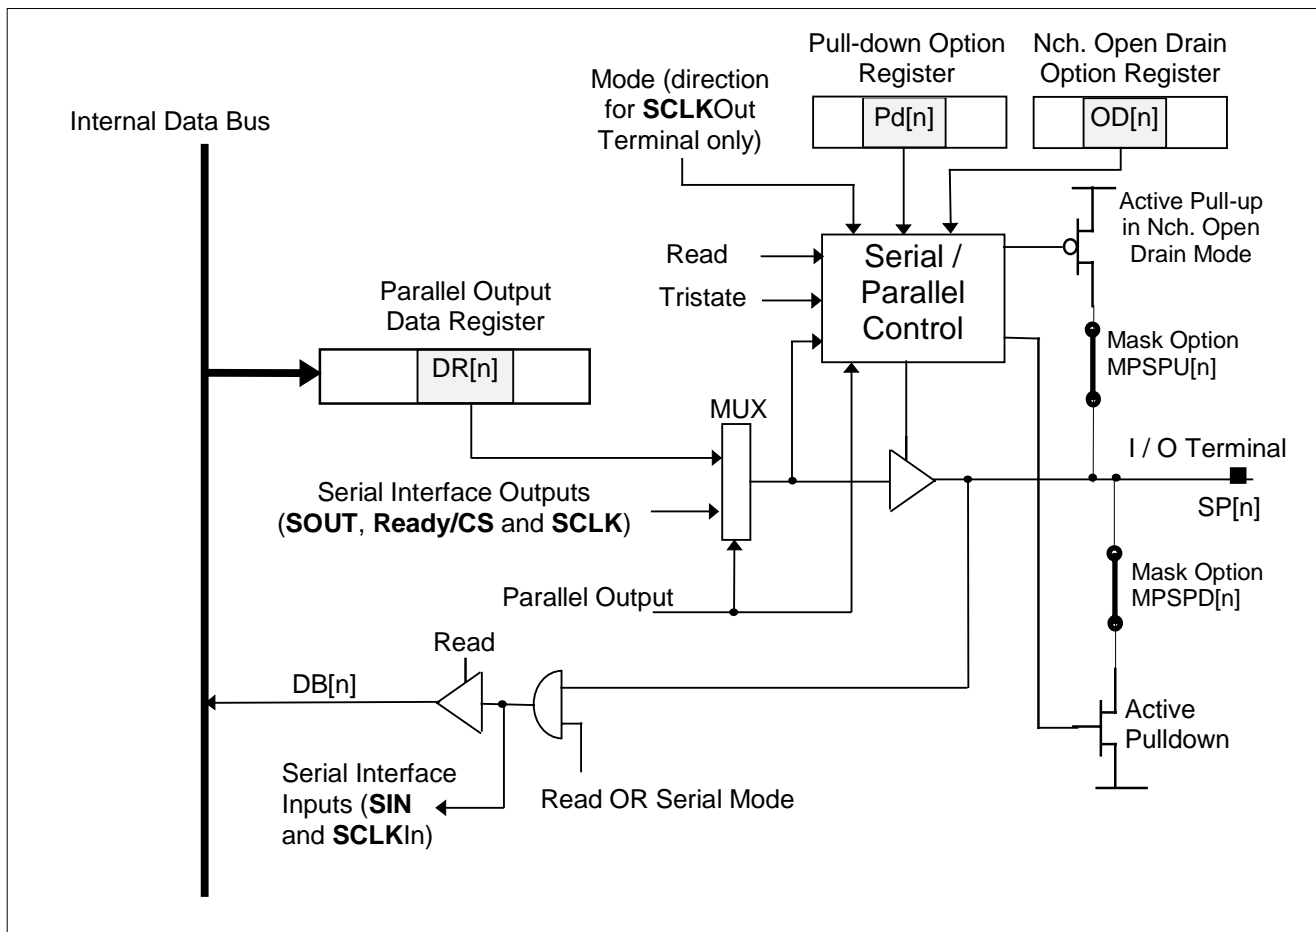 Pull-down Option
Register
Nch. Open Drain
Option Register
Mode (direction
for SCLKOut
Terminal only)
Pd[n]
OD[n]
Internal Data Bus
Active Pull-up
in Nch. Open
Drain Mode
Read
Tristate
Serial /
Parallel
Control
Parallel Output
Data Register
DR[n]
Mask Option
MPSPU[n]
MUX
I / O Terminal
SP[n]
Serial Interface Outputs
(SOUT, Ready/CS and SCLK)
Mask Option
MPSPD[n]
Parallel Output
Read
DB[n]
Active
Pulldown
Serial Interface
Inputs (SIN
and SCLKIn)
Read OR Serial Mode